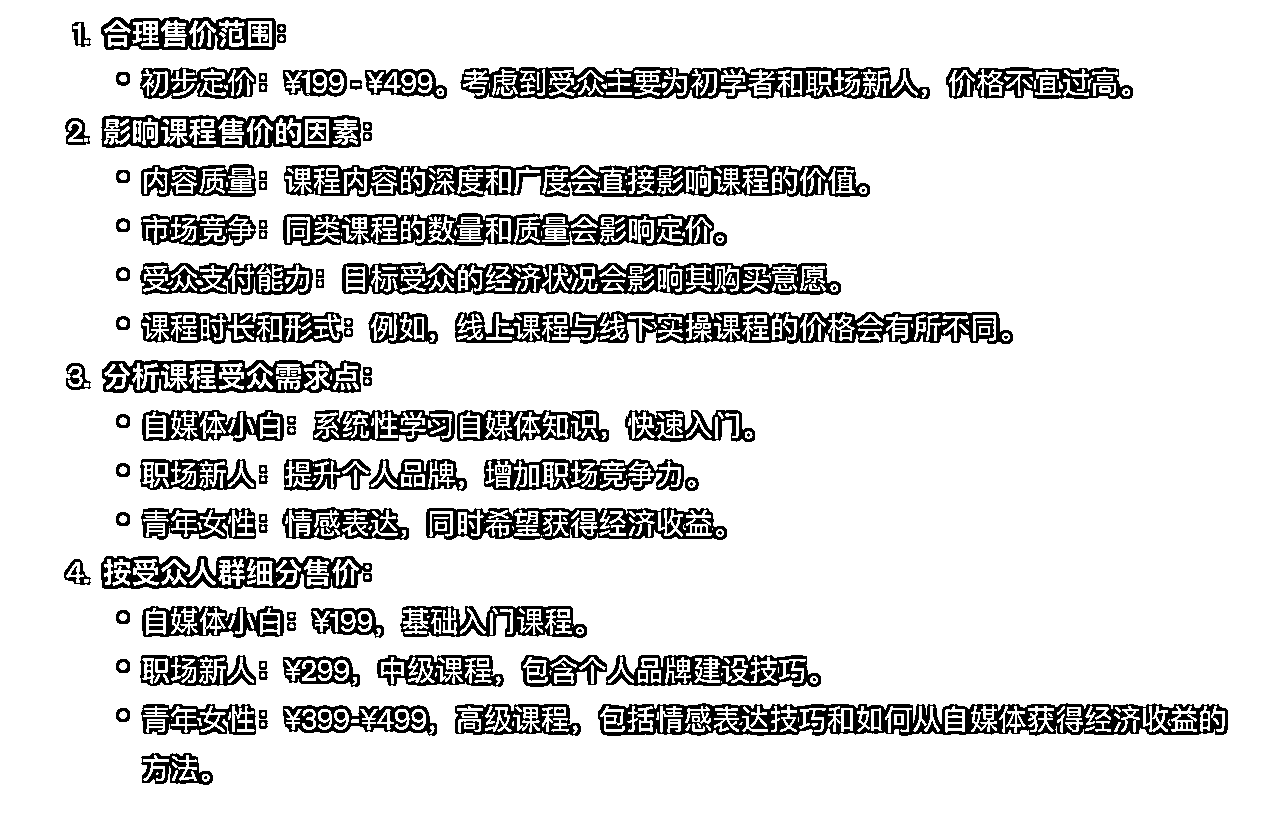 1. 合理售价范围：
○ 初步定价：¥199 - ¥499。考虑到受众主要为初学者和职场新人，价格不宜过高。
2. 影响课程售价的因素：
○ 内容质量：课程内容的深度和广度会直接影响课程的价值。
○ 市场竞争：同类课程的数量和质量会影响定价。
○ 受众支付能力：目标受众的经济状况会影响其购买意愿。
○ 课程时长和形式：例如，线上课程与线下实操课程的价格会有所不同。
3. 分析课程受众需求点：
○ 自媒体小白：系统性学习自媒体知识，快速入门。
○ 职场新人：提升个人品牌，增加职场竞争力。
○ 青年女性：情感表达，同时希望获得经济收益。
4. 按受众人群细分售价：
○ 自媒体小白：¥199，基础入门课程。
○ 职场新人：¥299，中级课程，包含个人品牌建设技巧。
○ 青年女性：¥399-¥499，高级课程，包括情感表达技巧和如何从自媒体获得经济收益的
方法。